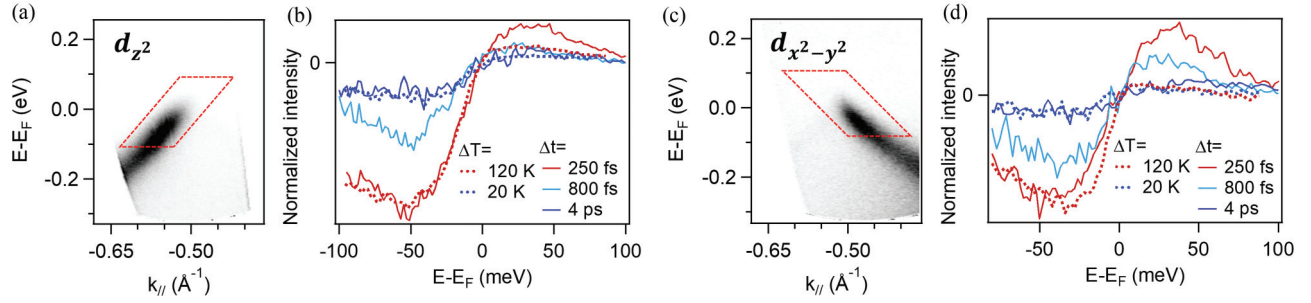 (a)
d_{z^2}
E-E_F (eV)
0.2
0.0
-0.2
-0.65
-0.50
k_{//} (Å^{-1})
(b)
Normalized intensity
0
ΔT=
120 K
20 K
Δt=
250 fs
800 fs
4 ps
-100
-50
0
50
100
E-E_F (meV)
(c)
d_{x^2-y^2}
E-E_F (eV)
0.2
0.0
-0.2
-0.65
-0.50
k_{//} (Å^{-1})
(d)
Normalized intensity
0
ΔT=
120 K
20 K
Δt=
250 fs
800 fs
4 ps
-50
0
50
100
E-E_F (meV)